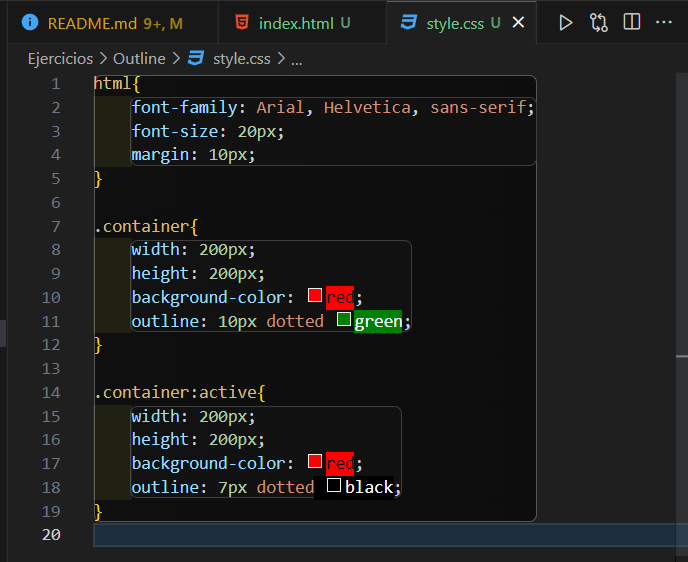 README.md 9+, M index.html U style.css U
Ejercicios > Outline > style.css > ...
1 html{
2 font-family: Arial, Helvetica, sans-serif;
3 font-size: 20px;
4 margin: 10px;
5 }
6
7 .container{
8 width: 200px;
9 height: 200px;
10 background-color: red;
11 outline: 10px dotted green;
12 }
13
14 .container:active{
15 width: 200px;
16 height: 200px;
17 background-color: red;
18 outline: 7px dotted black;
19 }
20